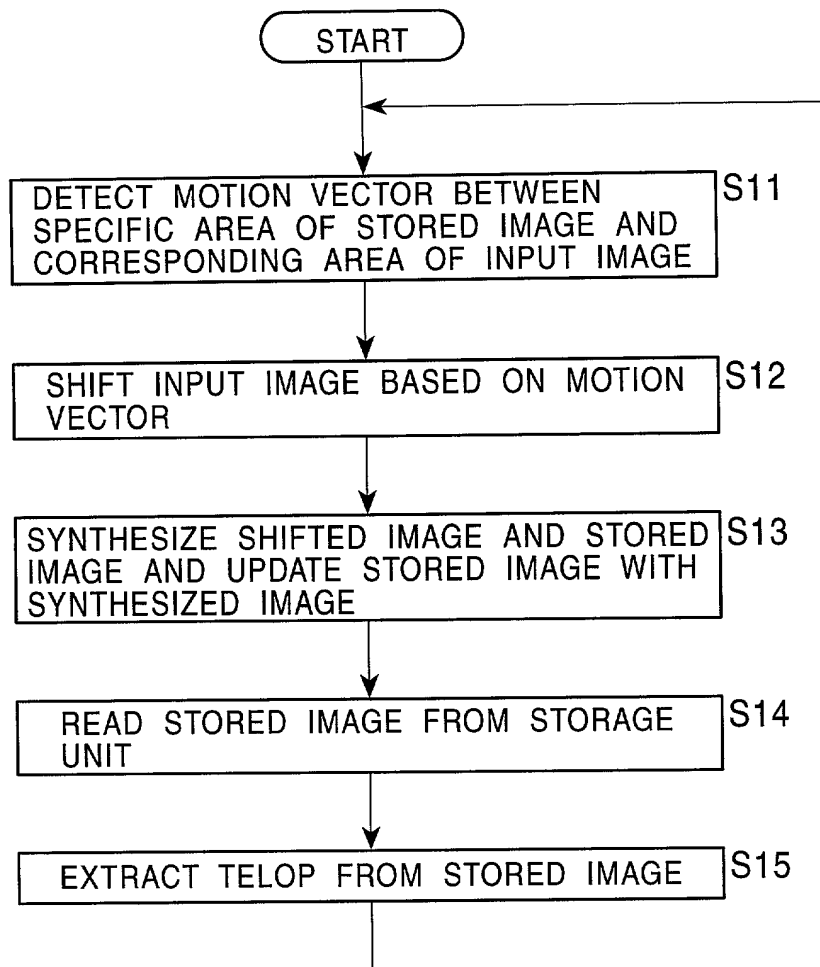 START
DETECT MOTION VECTOR BETWEEN
SPECIFIC AREA OF STORED IMAGE AND
CORRESPONDING AREA OF INPUT IMAGE
S11
SHIFT INPUT IMAGE BASED ON MOTION
VECTOR
S12
SYNTHESIZE SHIFTED IMAGE AND STORED
IMAGE AND UPDATE STORED IMAGE WITH
SYNTHESIZED IMAGE
S13
READ STORED IMAGE FROM STORAGE
UNIT
S14
EXTRACT TELOP FROM STORED IMAGE
S15